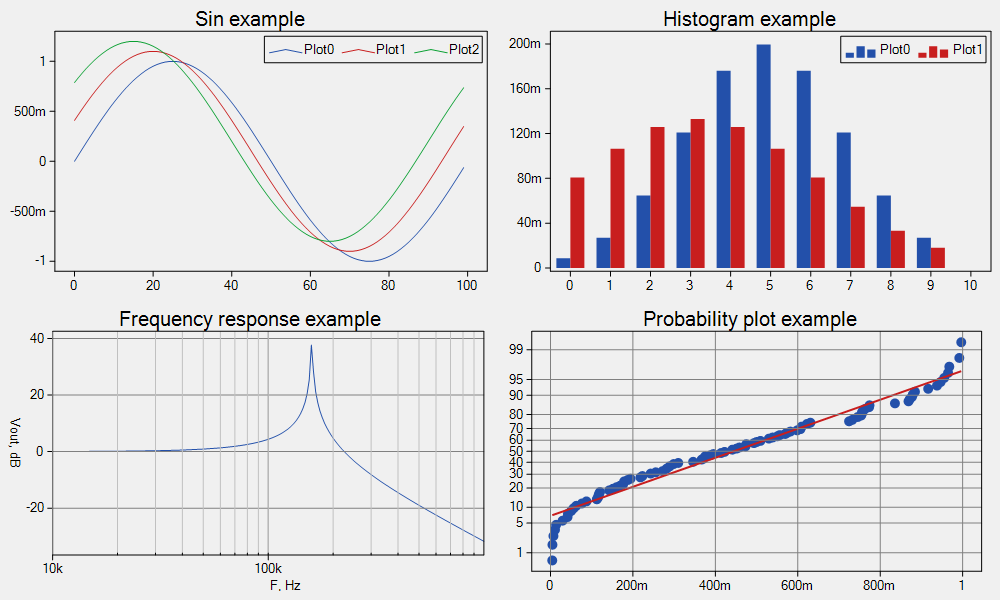 Sin example
Plot0 Plot1 Plot2
1
500m
0
-500m
-1
0 20 40 60 80 100
Histogram example
Plot0 Plot1
200m
160m
120m
80m
40m
0
0 1 2 3 4 5 6 7 8 9 10
Frequency response example
40
20
0
-20
Vout, dB
10k 100k
F, Hz
Probability plot example
99
95
90
80
70
60
50
40
30
20
10
5
1
0 200m 400m 600m 800m 1